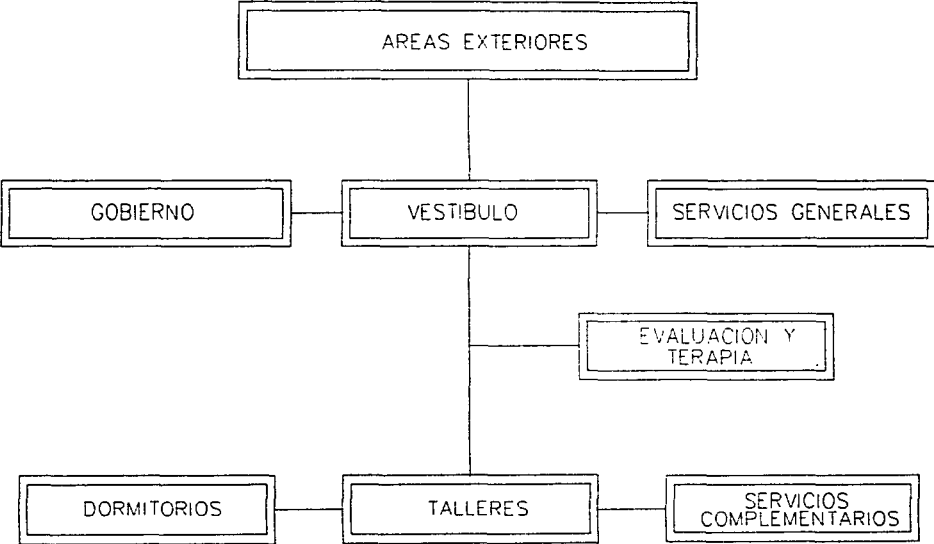 AREAS EXTERIORES
GOBIERNO
VESTIBULO
SERVICIOS GENERALES
EVALUACION Y
TERAPIA
DORMITORIOS
TALLERES
SERVICIOS
COMPLEMENTARIOS